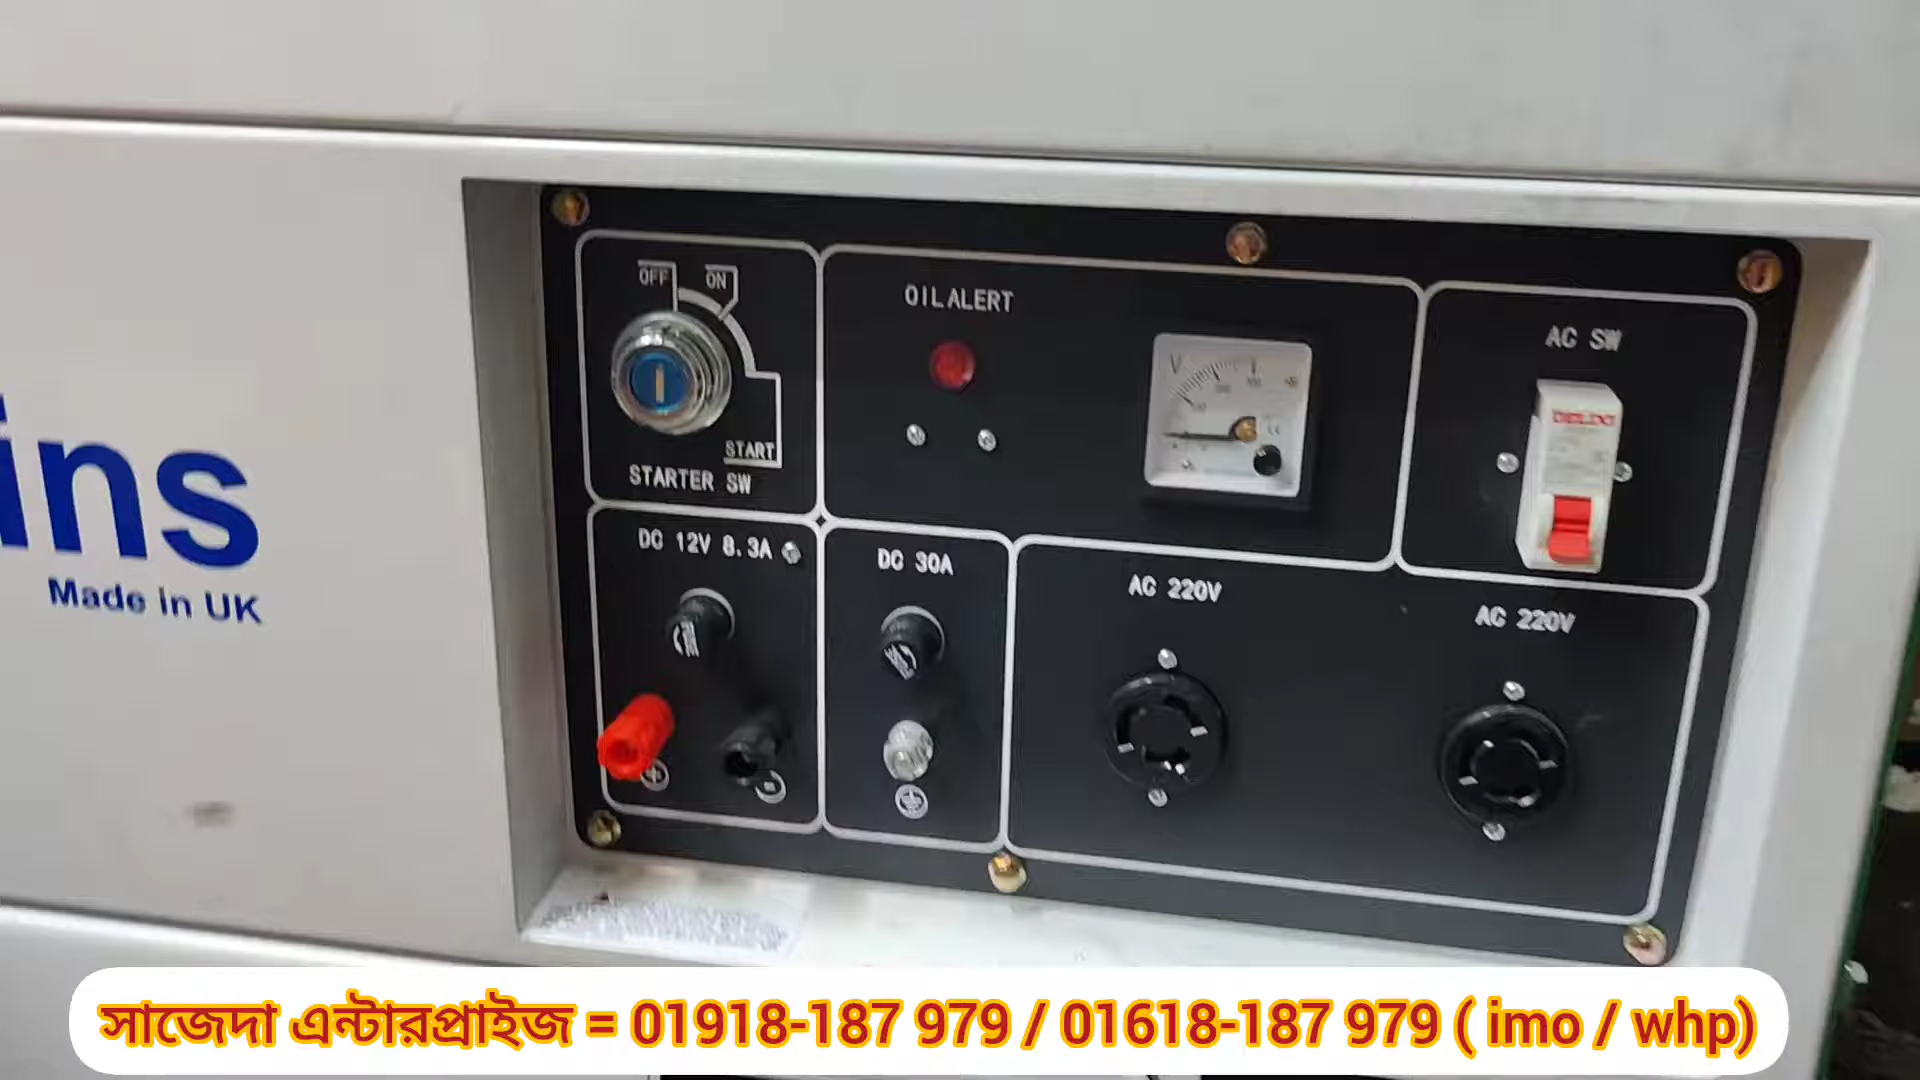 OFF
ON
START
STARTER SW
OIL ALERT
V
AC SW
DC 12V 8.3A
DC 30A
AC 220V
AC 220V
ins
Made in UK
সাজেদা এন্টারপ্রাইজ = 01918-187 979 / 01618-187 979 ( imo / whp)